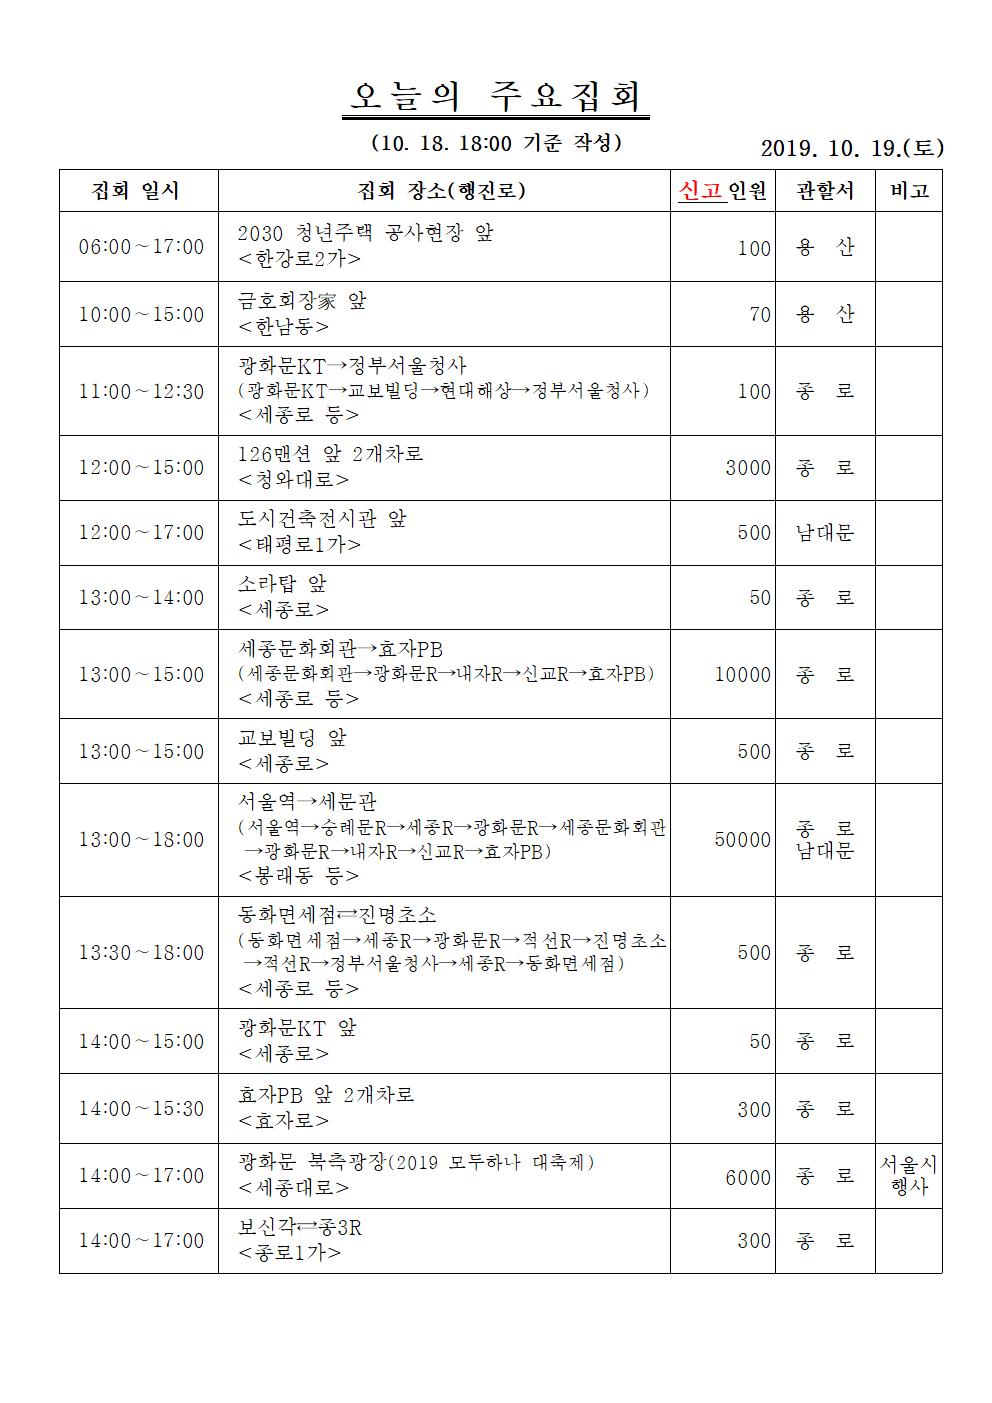 오늘의 주요집회
(10. 18. 18:00 기준 작성)
2019. 10. 19.(토)
집회 일시 집회 장소(행진로) 신고인원 관할서 비고
06:00~17:00 2030 청년주택 공사현장 앞 100 용 산
<한강로2가>
10:00~15:00 금호회장家 앞 70 용 산
<한남동>
11:00~12:30 광화문KT→정부서울청사 100 종 로
(광화문KT→교보빌딩→현대해상→정부서울청사)
<세종로 등>
12:00~15:00 126맨션 앞 2개차로 3000 종 로
<청와대로>
12:00~17:00 도시건축전시관 앞 500 남대문
<태평로1가>
13:00~14:00 소라탑 앞 50 종 로
<세종로>
13:00~15:00 세종문화회관→효자PB 10000 종 로
(세종문화회관→광화문R→내자R→신교R→효자PB)
<세종로 등>
13:00~15:00 교보빌딩 앞 500 종 로
<세종로>
13:00~18:00 서울역→세문관 50000 종 로
(서울역→숭례문R→세종R→광화문R→세종문화회관 남대문
→광화문R→내자R→신교R→효자PB)
<봉래동 등>
13:30~18:00 동화면세점⇄진명초소 500 종 로
(동화면세점→세종R→광화문R→적선R→진명초소
→적선R→정부서울청사→세종R→동화면세점)
<세종로 등>
14:00~15:00 광화문KT 앞 50 종 로
<세종로>
14:00~15:30 효자PB 앞 2개차로 300 종 로
<효자로>
14:00~17:00 광화문 북측광장(2019 모두하나 대축제) 6000 종 로 서울시
<세종대로> 행사
14:00~17:00 보신각⇄종3R 300 종 로
<종로1가>